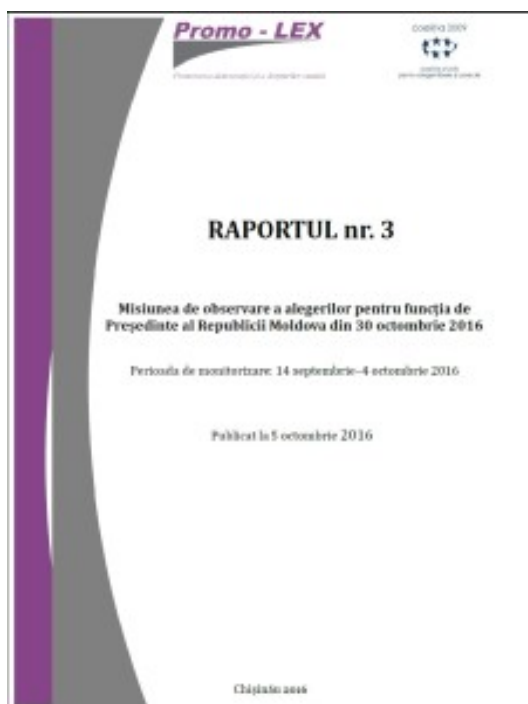 Promo - LEX
RAPORTUL nr. 3
Misiunea de observare a alegerilor pentru funcția de
Președinte al Republicii Moldova din 30 octombrie 2016
Perioada de monitorizare: 14 septembrie–4 octombrie 2016
Publicat la 5 octombrie 2016
Chișinău 2016